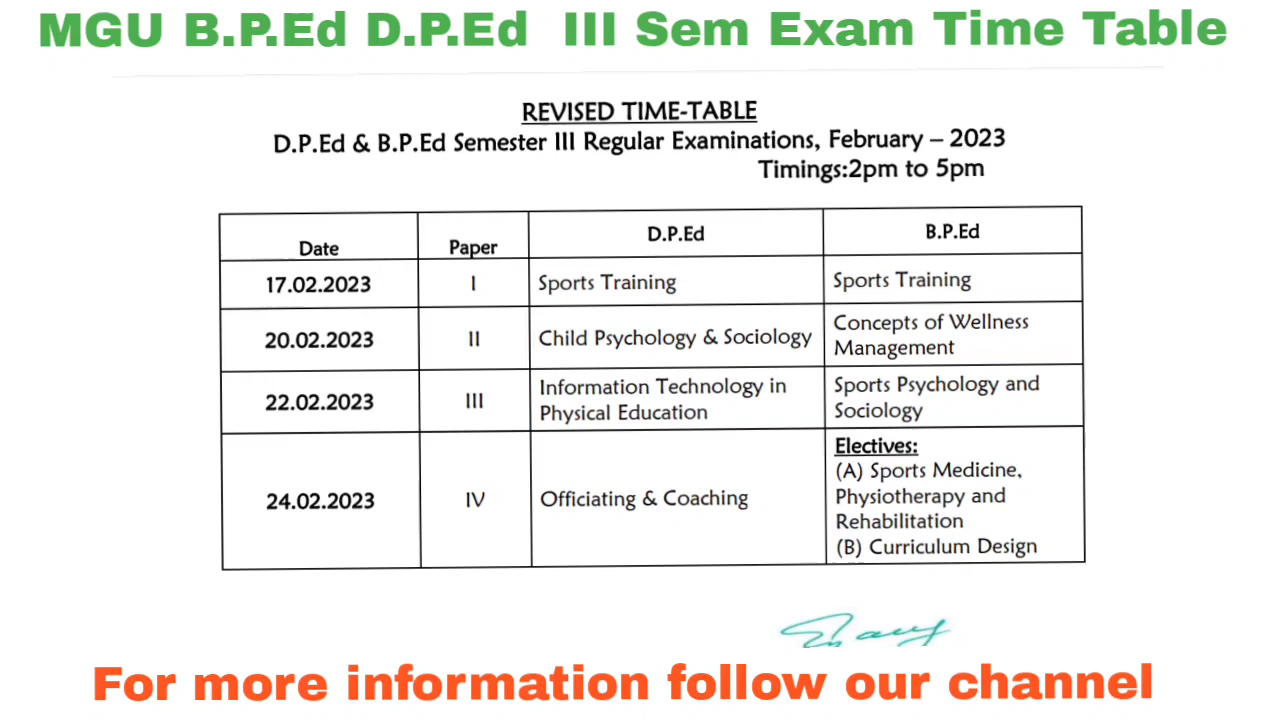 MGU B.P.Ed D.P.Ed III Sem Exam Time Table
REVISED TIME-TABLE
D.P.Ed & B.P.Ed Semester III Regular Examinations, February – 2023
Timings:2pm to 5pm
Date Paper D.P.Ed B.P.Ed
17.02.2023 I Sports Training Sports Training
20.02.2023 II Child Psychology & Sociology Concepts of Wellness
Management
22.02.2023 III Information Technology in
Physical Education
Sports Psychology and
Sociology
24.02.2023 IV Officiating & Coaching
Electives:
(A) Sports Medicine,
Physiotherapy and
Rehabilitation
(B) Curriculum Design
For more information follow our channel